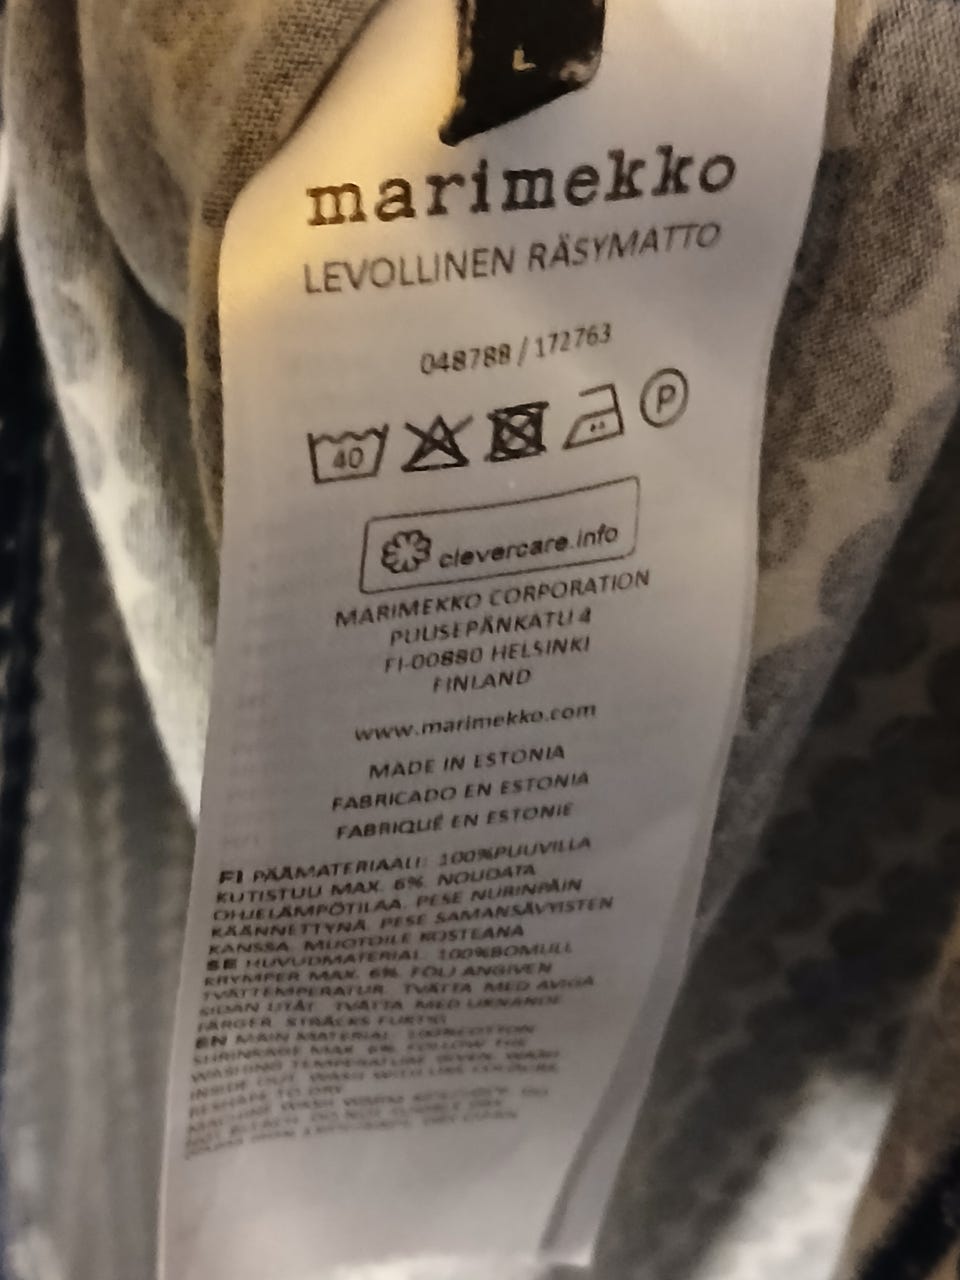 L
marimekko
LEVOLLINEN RÄSYMATTO
048788 / 172763
40
P
clevercare.info
MARIMEKKO CORPORATION
PUUSEPÄNKATU 4
FI-00880 HELSINKI
FINLAND
www.marimekko.com
MADE IN ESTONIA
FABRICADO EN ESTONIA
FABRIQUÉ EN ESTONIE
FI PÄÄMATERIAALI: 100%PUUVILLA
KUTISTUU MAX. 6%. NOUDATA
OHJELÄMPÖTILAA. PESE NURINPÄIN
KÄÄNNETTYNÄ. PESE SAMANSÄVYISTEN
KANSSA. MUOTOILE KOSTEANA
SE HUVUDMATERIAL: 100%BOMULL
KRYMPER MAX. 6%. FÖLJ ANGIVEN
TVÄTTEMPERATUR. TVÄTTA MED AVIGA
SIDAN UTÅT. TVÄTTA MED LIKNANDE
FÄRGER. STRÄCKS FUKTIG
EN MAIN MATERIAL: 100%COTTON
SHRINKAGE MAX. 6%. FOLLOW THE
WASHING TEMPERATURE GIVEN. WASH
INSIDE OUT. WASH WITH LIKE COLOURS.
RESHAPE TO DRY